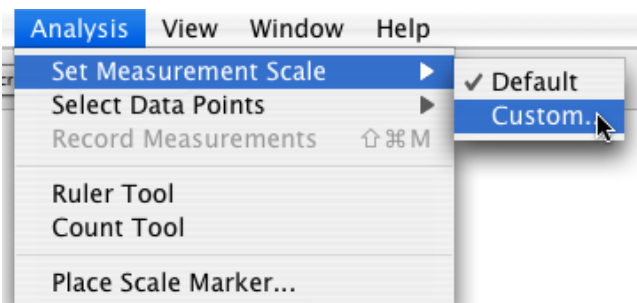 Analysis View Window Help
Set Measurement Scale
✓ Default
Custom...
Select Data Points
Record Measurements ⇧⌘M
Ruler Tool
Count Tool
Place Scale Marker...